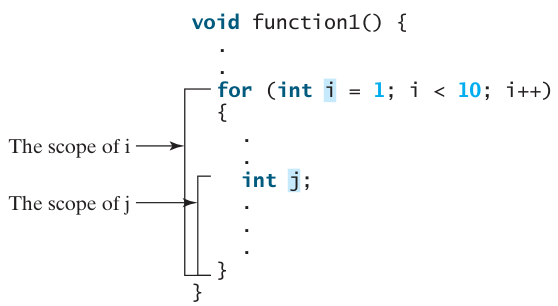 void function1() {
.
.
for (int i = 1; i < 10; i++)
{
.
The scope of i
.
int j;
The scope of j
.
.
.
}
}